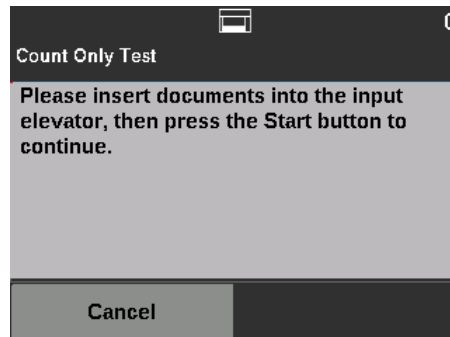 Count Only Test
Please insert documents into the input
elevator, then press the Start button to
continue.
Cancel